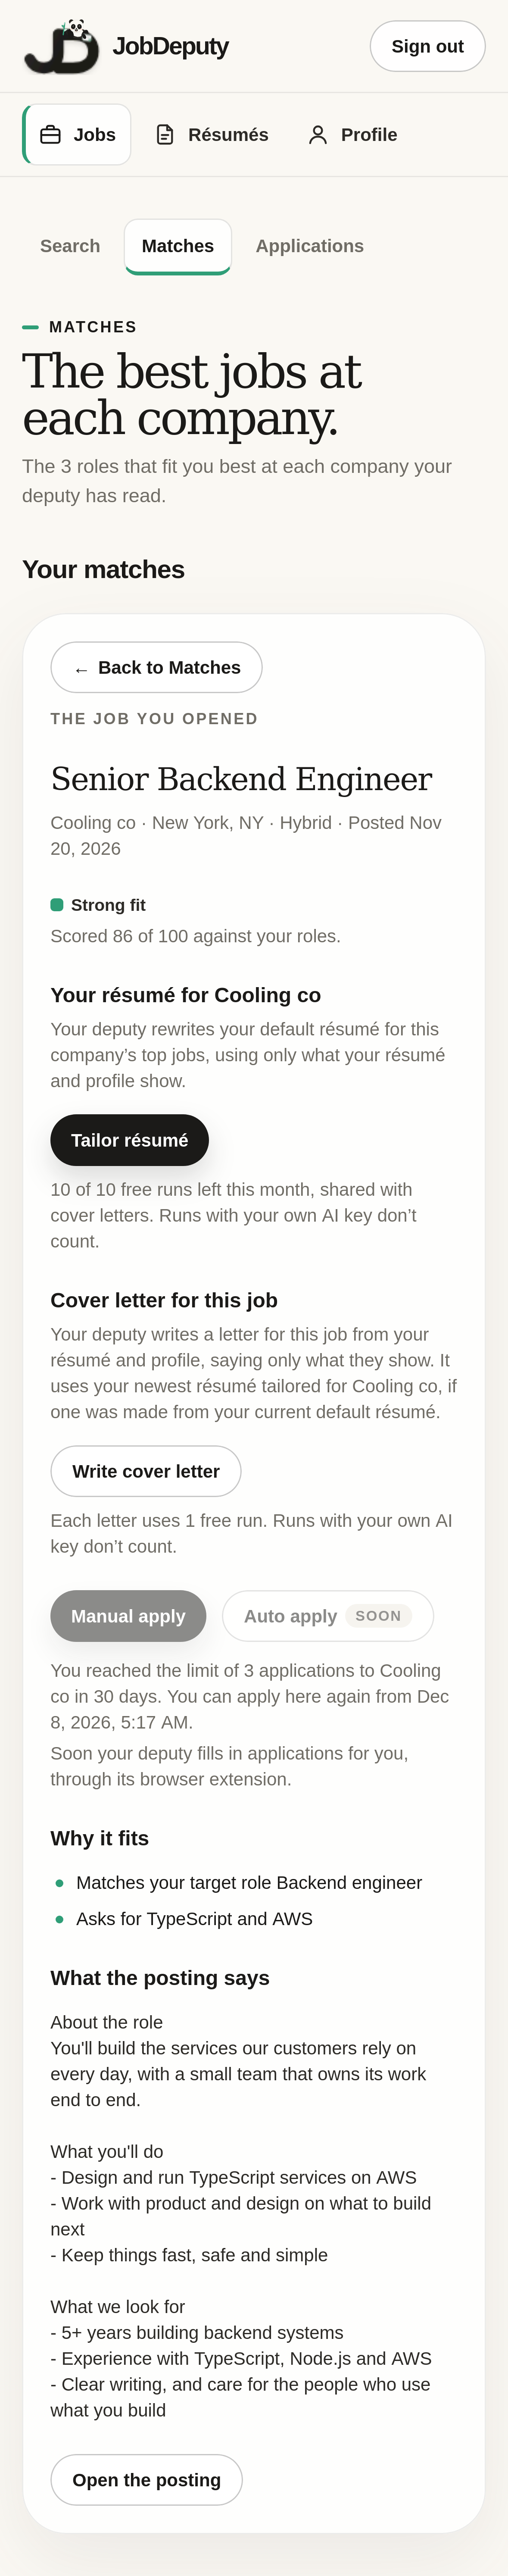 JD
JobDeputy
Sign out
Jobs
Résumés
Profile
Search
Matches
Applications
MATCHES
The best jobs at
each company.
The 3 roles that fit you best at each company your
deputy has read.
Your matches
← Back to Matches
THE JOB YOU OPENED
Senior Backend Engineer
Cooling co · New York, NY · Hybrid · Posted Nov
20, 2026
Strong fit
Scored 86 of 100 against your roles.
Your résumé for Cooling co
Your deputy rewrites your default résumé for this
company’s top jobs, using only what your résumé
and profile show.
Tailor résumé
10 of 10 free runs left this month, shared with
cover letters. Runs with your own AI key don’t
count.
Cover letter for this job
Your deputy writes a letter for this job from your
résumé and profile, saying only what they show. It
uses your newest résumé tailored for Cooling co, if
one was made from your current default résumé.
Write cover letter
Each letter uses 1 free run. Runs with your own AI
key don’t count.
Manual apply
Auto apply SOON
You reached the limit of 3 applications to Cooling
co in 30 days. You can apply here again from Dec
8, 2026, 5:17 AM.
Soon your deputy fills in applications for you,
through its browser extension.
Why it fits
Matches your target role Backend engineer
Asks for TypeScript and AWS
What the posting says
About the role
You'll build the services our customers rely on
every day, with a small team that owns its work
end to end.
What you'll do
- Design and run TypeScript services on AWS
- Work with product and design on what to build
next
- Keep things fast, safe and simple
What we look for
- 5+ years building backend systems
- Experience with TypeScript, Node.js and AWS
- Clear writing, and care for the people who use
what you build
Open the posting